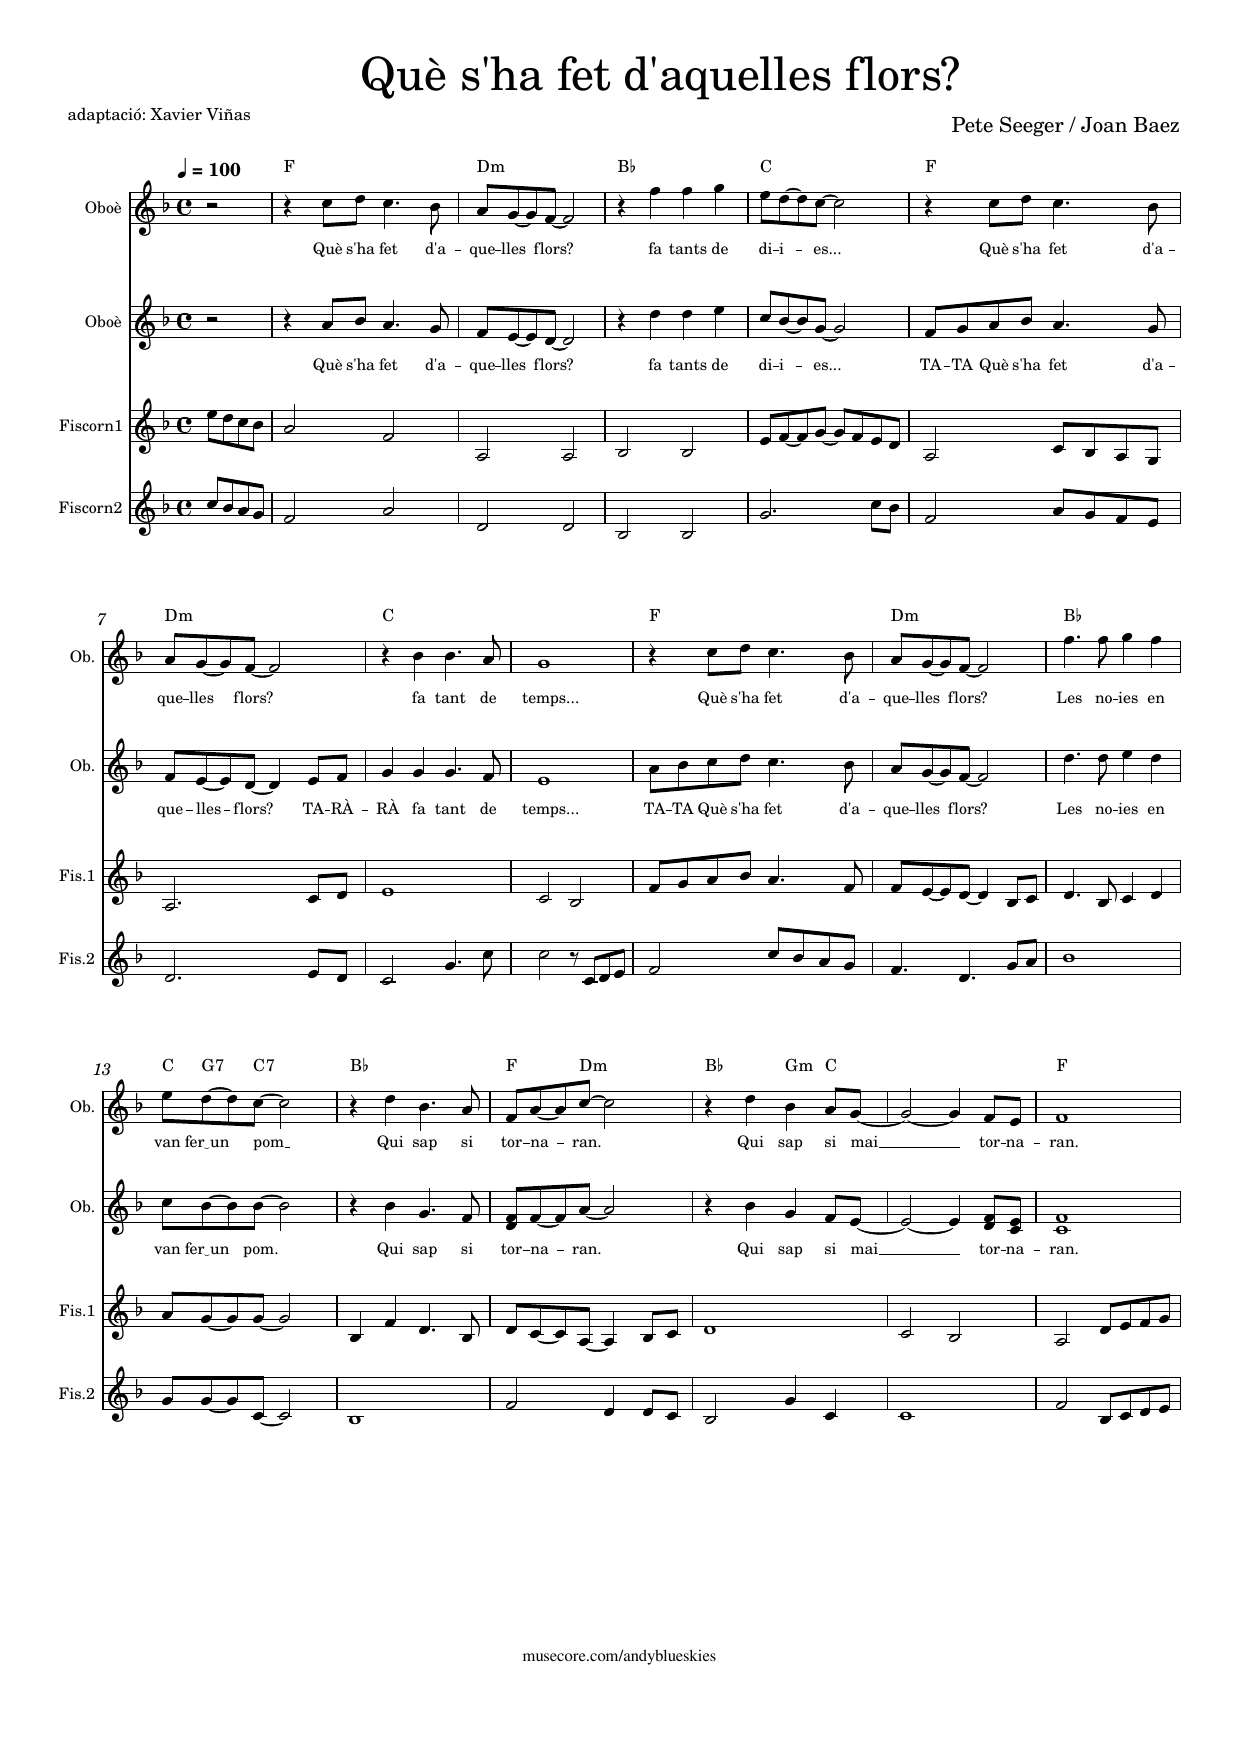 Què s'ha fet d'aquelles flors?
adaptació: Xavier Viñas
Pete Seeger / Joan Baez
= 100
F Dm B♭ C F
Oboè
Què s'ha fet d'a – que – lles flors? fa tants de di – i – es... Què s'ha fet d'a –
Oboè
Què s'ha fet d'a – que – lles flors? fa tants de di – i – es... TA – TA Què s'ha fet d'a –
Fiscorn1
Fiscorn2
7 Dm C F Dm B♭
Ob.
que – lles flors? fa tant de temps... Què s'ha fet d'a – que – lles flors? Les no – ies en
Ob.
que – lles – flors? TA – RÀ – RÀ fa tant de temps... TA – TA Què s'ha fet d'a – que – lles flors? Les no – ies en
Fis.1
Fis.2
13 C G7 C7 B♭ F Dm B♭ Gm C F
Ob.
van fer‿un pom Qui sap si tor – na – ran. Qui sap si mai tor – na – ran.
Ob.
van fer‿un pom. Qui sap si tor – na – ran. Qui sap si mai tor – na – ran.
Fis.1
Fis.2
musecore.com/andyblueskies